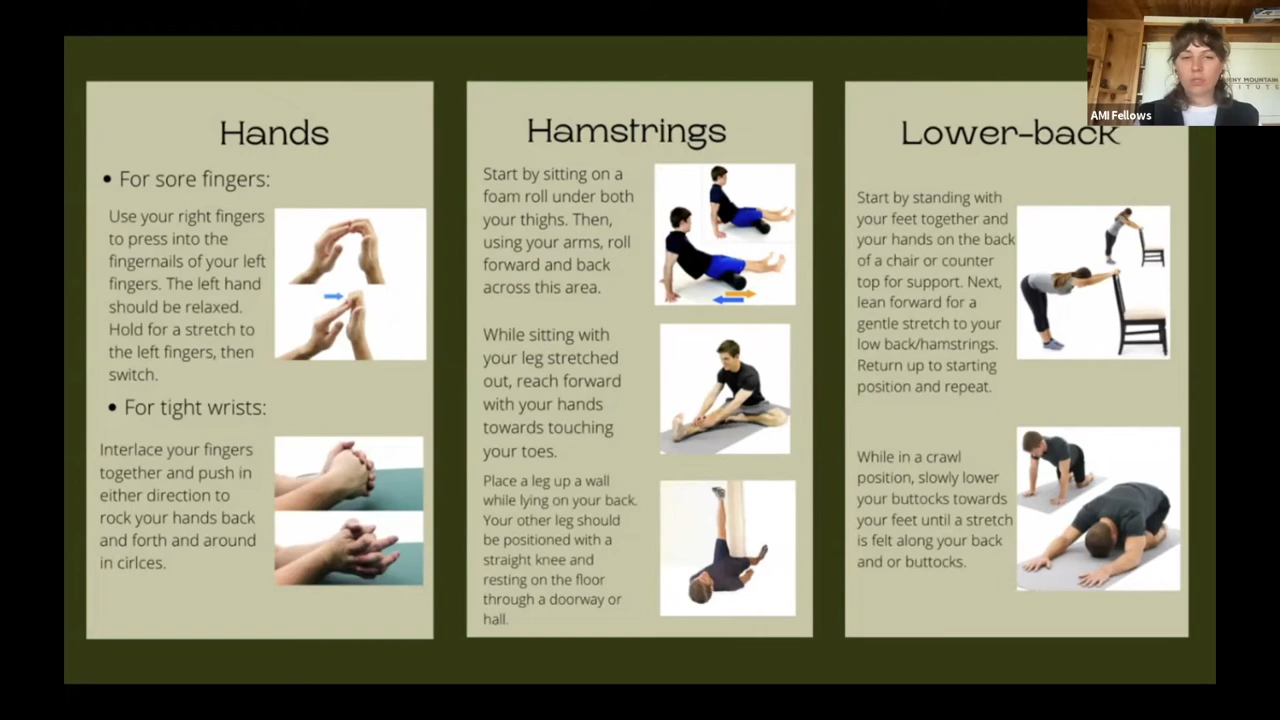 Hands
• For sore fingers:
Use your right fingers
to press into the
fingernails of your left
fingers. The left hand
should be relaxed.
Hold for a stretch to
the left fingers, then
switch.
• For tight wrists:
Interlace your fingers
together and push in
either direction to
rock your hands back
and forth and around
in cirlces.
Hamstrings
Start by sitting on a
foam roll under both
your thighs. Then,
using your arms, roll
forward and back
across this area.
While sitting with
your leg stretched
out, reach forward
with your hands
towards touching
your toes.
Place a leg up a wall
while lying on your back.
Your other leg should
be positioned with a
straight knee and
resting on the floor
through a doorway or
hall.
Lower-back
Start by standing with
your feet together and
your hands on the back
of a chair or counter
top for support. Next,
lean forward for a
gentle stretch to your
low back/hamstrings.
Return up to starting
position and repeat.
While in a crawl
position, slowly lower
your buttocks towards
your feet until a stretch
is felt along your back
and or buttocks.
MOUNTAIN
AMI Fellows